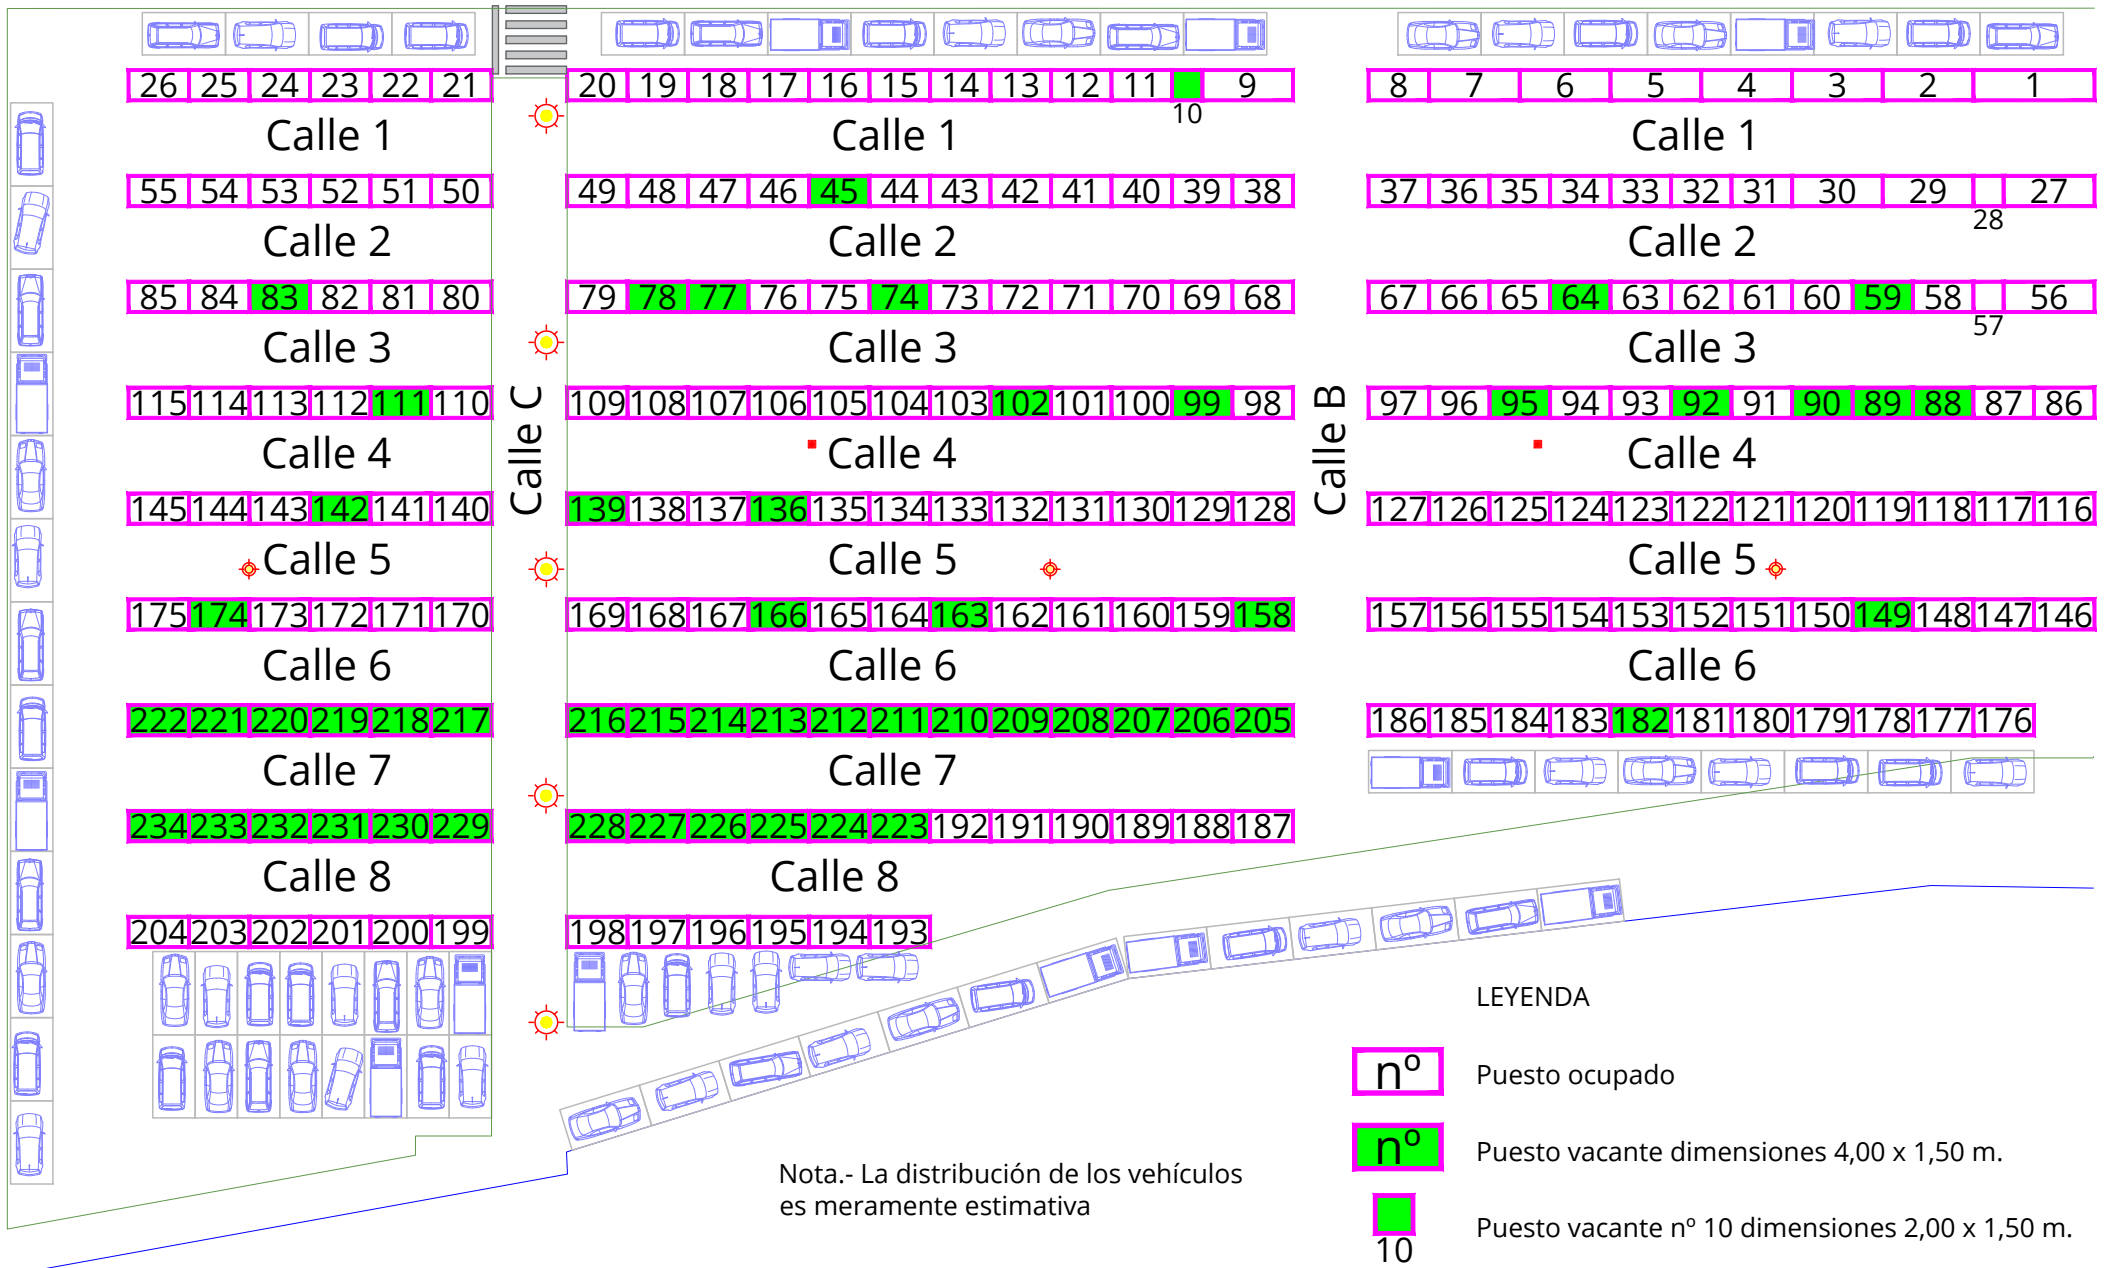 26 25 24 23 22 21 20 19 18 17 16 15 14 13 12 11 9 8 7 6 5 4 3 2 1
10
Calle 1 Calle 1 Calle 1
55 54 53 52 51 50 49 48 47 46 45 44 43 42 41 40 39 38 37 36 35 34 33 32 31 30 29 27
28
Calle 2 Calle 2 Calle 2
85 84 83 82 81 80 79 78 77 76 75 74 73 72 71 70 69 68 67 66 65 64 63 62 61 60 59 58 56
57
Calle 3 Calle 3 Calle 3
115 114 113 112 111 110 109 108 107 106 105 104 103 102 101 100 99 98 97 96 95 94 93 92 91 90 89 88 87 86
Calle C
Calle B
Calle 4 Calle 4 Calle 4
145 144 143 142 141 140 139 138 137 136 135 134 133 132 131 130 129 128 127 126 125 124 123 122 121 120 119 118 117 116
Calle 5 Calle 5 Calle 5
175 174 173 172 171 170 169 168 167 166 165 164 163 162 161 160 159 158 157 156 155 154 153 152 151 150 149 148 147 146
Calle 6 Calle 6 Calle 6
222 221 220 219 218 217 216 215 214 213 212 211 210 209 208 207 206 205 186 185 184 183 182 181 180 179 178 177 176
Calle 7 Calle 7
234 233 232 231 230 229 228 227 226 225 224 223 192 191 190 189 188 187
Calle 8 Calle 8
204 203 202 201 200 199 198 197 196 195 194 193
LEYENDA
nº Puesto ocupado
nº Puesto vacante dimensiones 4,00 x 1,50 m.
Puesto vacante nº 10 dimensiones 2,00 x 1,50 m.
10
Nota.- La distribución de los vehículos
es meramente estimativa